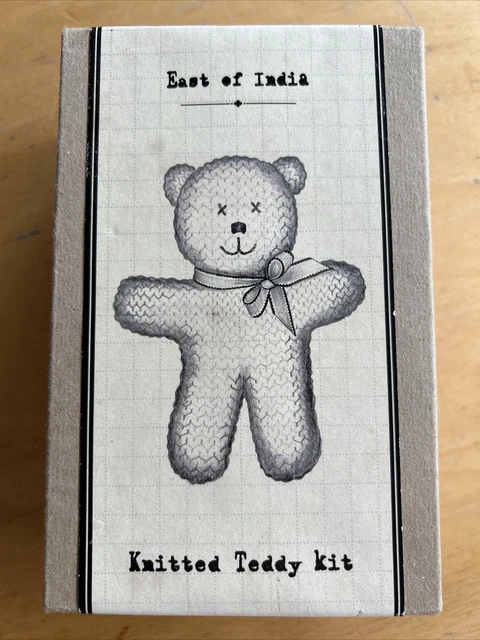 East of India
Knitted Teddy kit